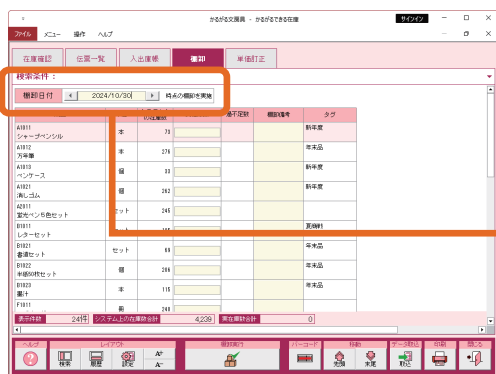 かるがる文房具 - かるがるできる在庫 サインイン
ファイル メニュー 操作 ヘルプ
在庫確認 伝票一覧 入出庫帳 棚卸 単価訂正
検索条件：
棚卸日付 2024/10/30 時点の棚卸を実施
の在庫数 過不足数 棚卸備考 タグ
A1011
シャープペンシル 本 70 新年度
A1012
万年筆 本 276 年末品
A1013
ペンケース 個 新年度
A1021
消しゴム 個 262 新年度
A2011
蛍光ペン5色セット セット 245
B1011
レターセット
B1021
書道セット セット 年末品
B1022
半紙50枚セット 個 206 年末品
B1023
墨汁 本 115 年末品
F1011 240
表示件数 24件 システム上の在庫数合計 4,239 実在庫数合計 0
ヘルプ レイアウト 棚卸実行 バーコード 移動 データ取込 印刷 閉じる
検索 履歴 設定 A+ A- 先頭 末尾 取込